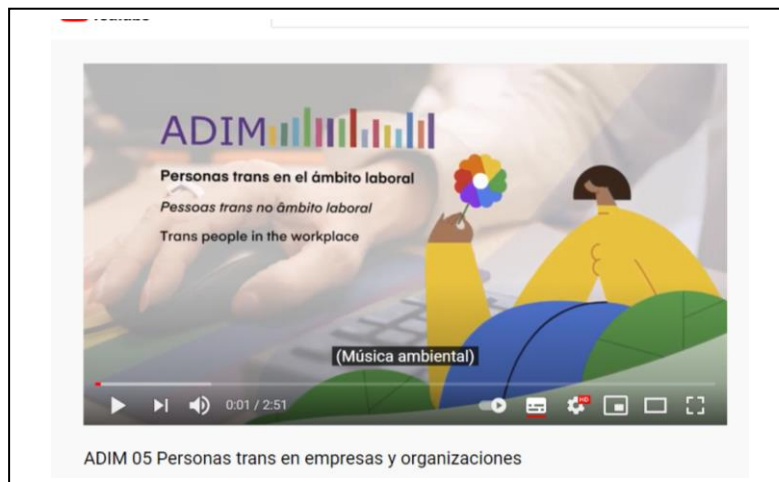 ADIM
Personas trans en el ámbito laboral
Pessoas trans no âmbito laboral
Trans people in the workplace
(Música ambiental)
0:01 / 2:51
HD
ADIM 05 Personas trans en empresas y organizaciones